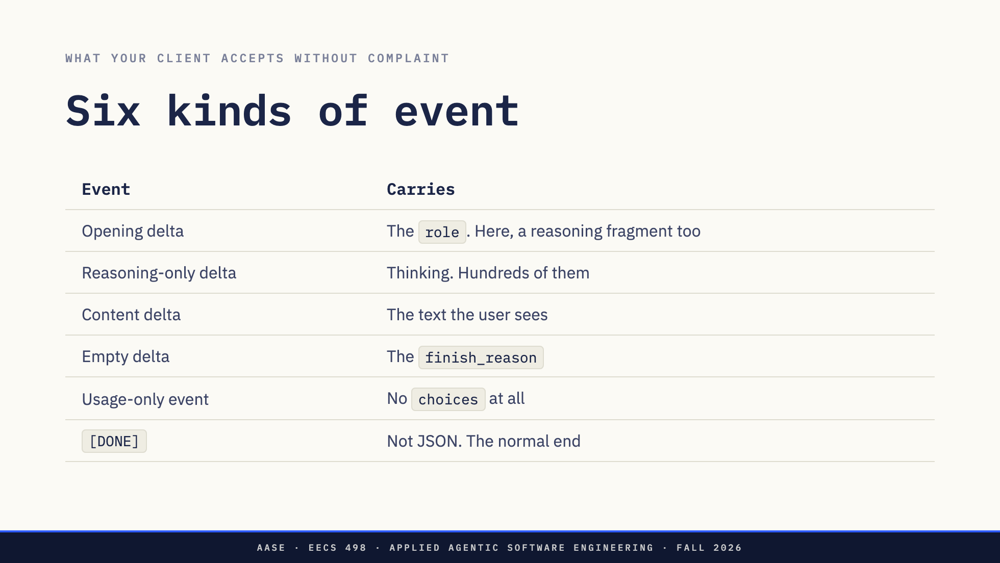 WHAT YOUR CLIENT ACCEPTS WITHOUT COMPLAINT
Six kinds of event
Event Carries
Opening delta The role. Here, a reasoning fragment too
Reasoning-only delta Thinking. Hundreds of them
Content delta The text the user sees
Empty delta The finish_reason
Usage-only event No choices at all
[DONE] Not JSON. The normal end
AASE · EECS 498 · APPLIED AGENTIC SOFTWARE ENGINEERING · FALL 2026